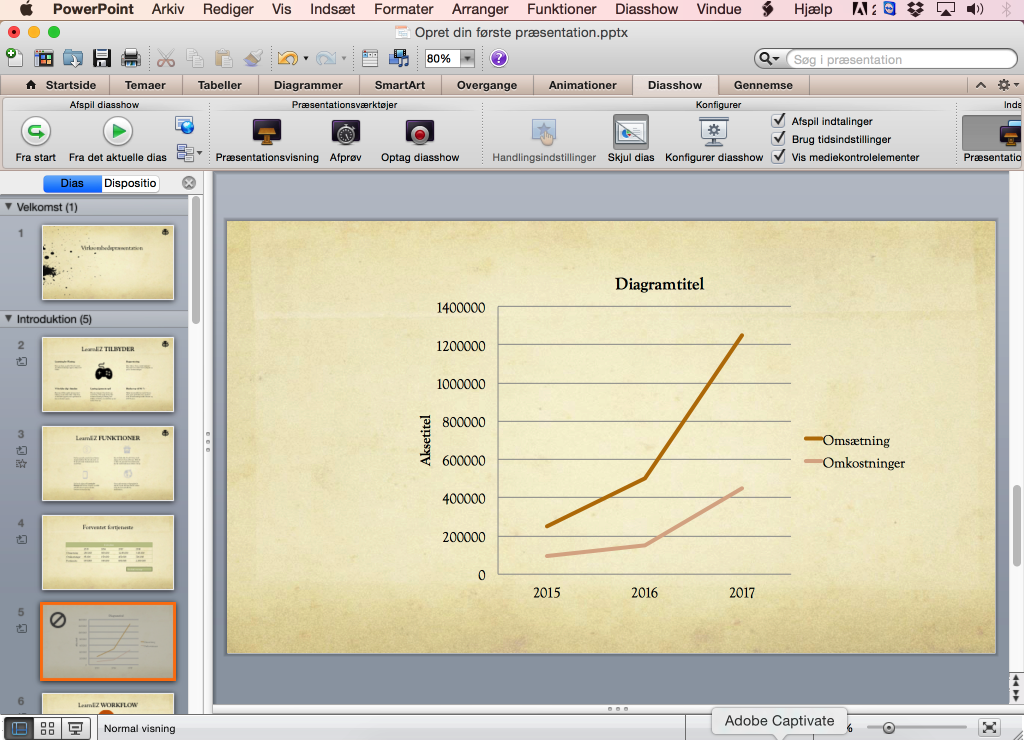 PowerPoint Arkiv Rediger Vis Indsæt Formater Arranger Funktioner Diasshow Vindue Hjælp 2
Opret din første præsentation.pptx
80% Søg i præsentation
Startside Temaer Tabeller Diagrammer SmartArt Overgange Animationer Diasshow Gennemse
Afspil diasshow Præsentationsværktøjer Konfigurer Inds
Afspil indtalinger
Brug tidsindstillinger
Vis mediekontrolelementer
Fra start Fra det aktuelle dias Præsentationsvisning Afprøv Optag diasshow Handlingsindstillinger Skjul dias Konfigurer diasshow Præsentatio
Dias Dispositio
Velkomst (1)
1
Virksomhedspræsentation
Introduktion (5)
2
LearnEZ TILBYDER
3
LearnEZ FUNKTIONER
4
Forventet fortjeneste
5
6
LearnEZ WORKFLOW
Diagramtitel
1400000
1200000
1000000
800000
600000
400000
200000
0
Aksetitel
2015 2016 2017
Omsætning
Omkostninger
Normal visning
Adobe Captivate
%